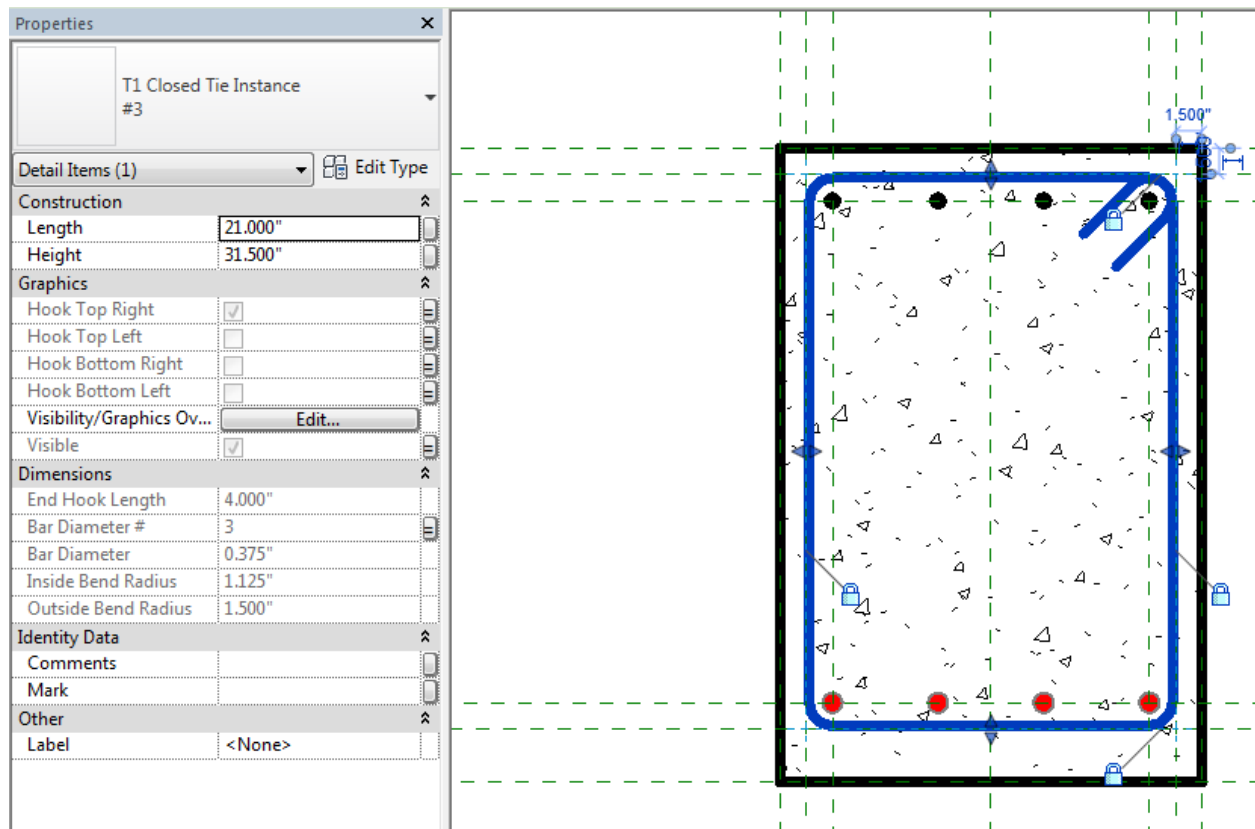 Properties
T1 Closed Tie Instance
#3
Detail Items (1) Edit Type
Construction
Length 21.000"
Height 31.500"
Graphics
Hook Top Right
Hook Top Left
Hook Bottom Right
Hook Bottom Left
Visibility/Graphics Ov... Edit...
Visible
Dimensions
End Hook Length 4.000"
Bar Diameter # 3
Bar Diameter 0.375"
Inside Bend Radius 1.125"
Outside Bend Radius 1.500"
Identity Data
Comments
Mark
Other
Label <None>
1.500"